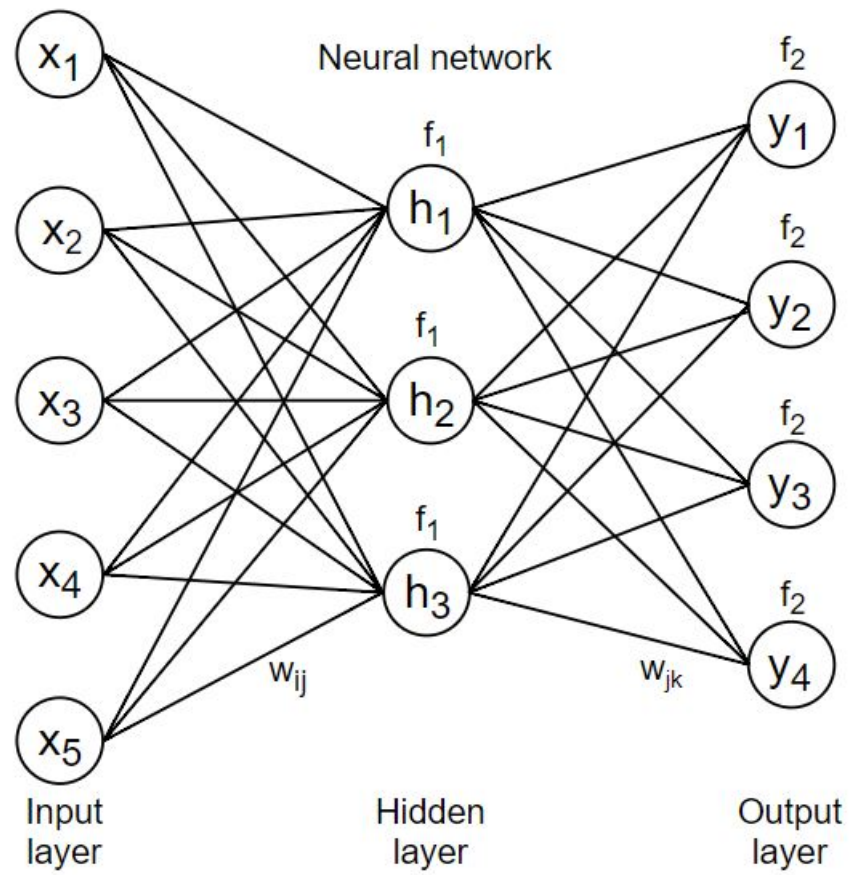 Neural network
x1
x2
x3
x4
x5
f1
h1
f1
h2
f1
h3
f2
y1
f2
y2
f2
y3
f2
y4
wij
wjk
Input
layer
Hidden
layer
Output
layer